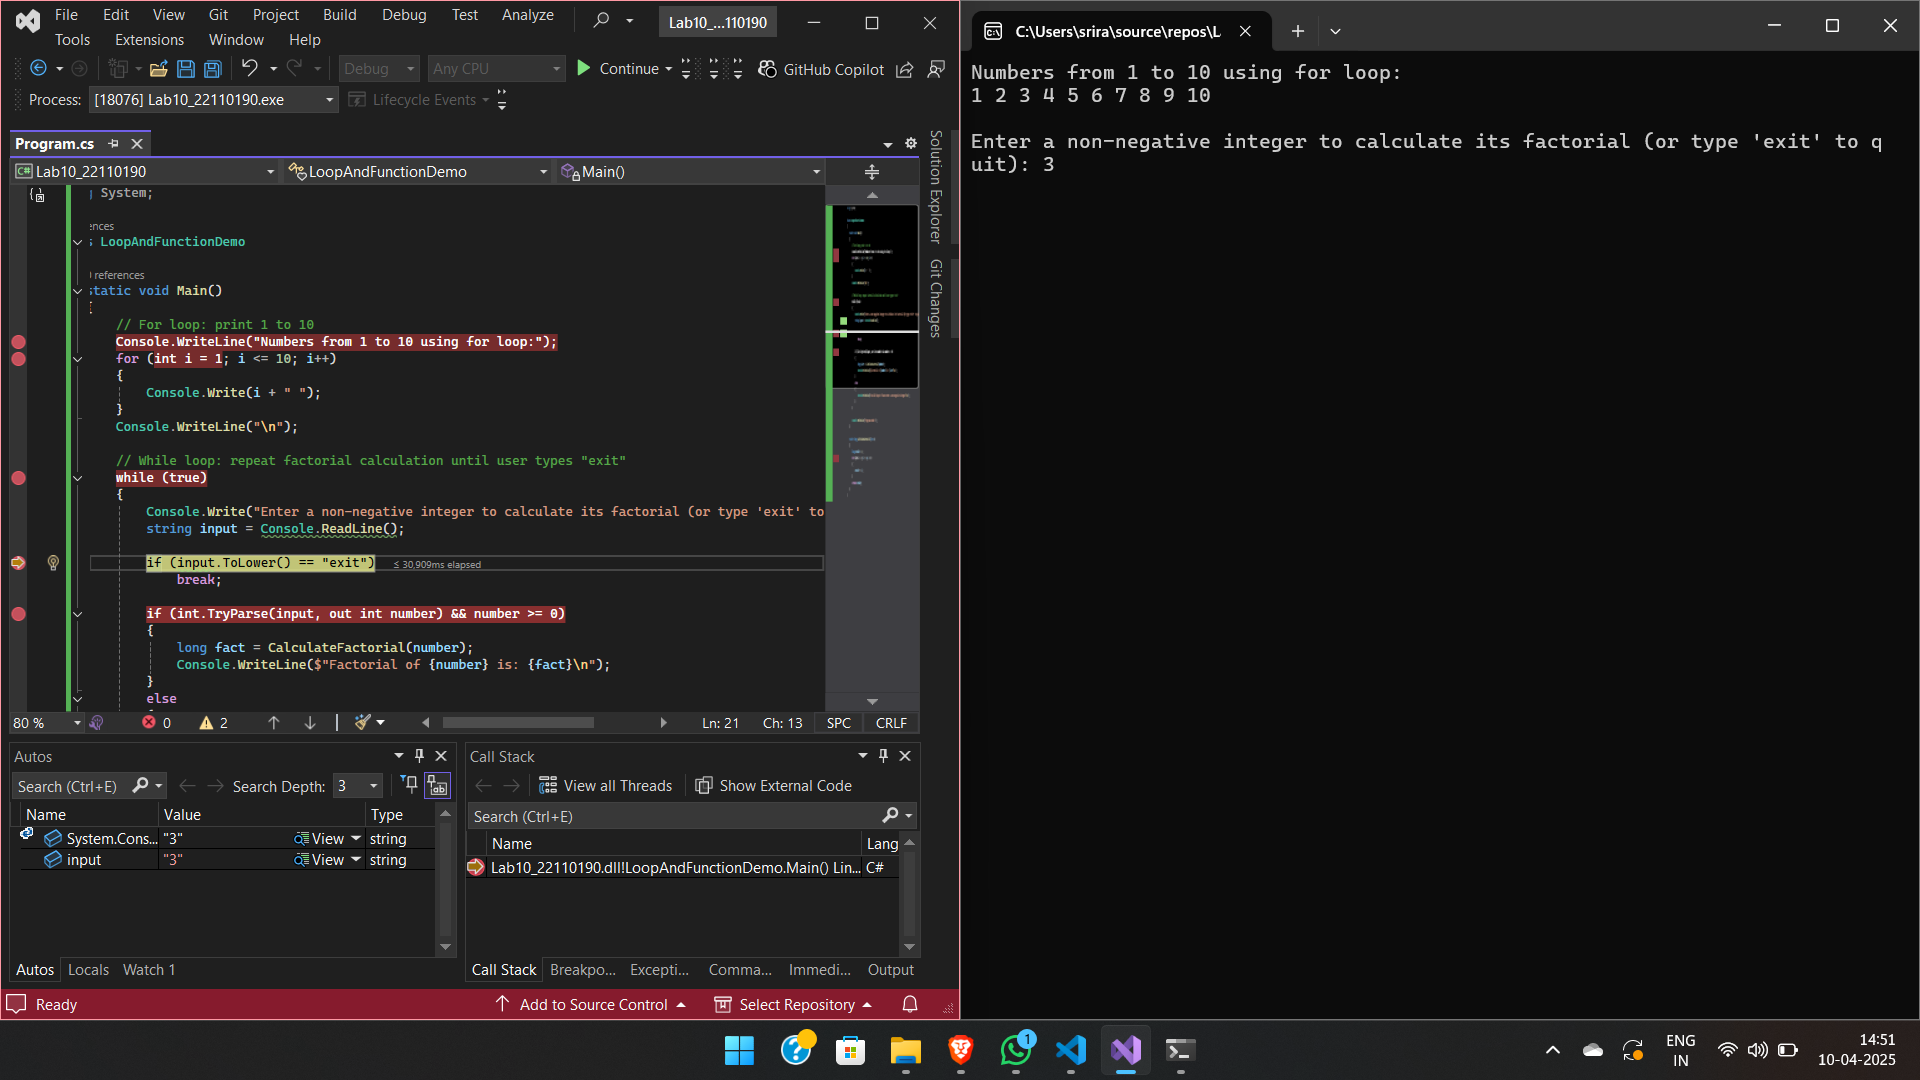 File Edit View Git Project Build Debug Test Analyze
Lab10_...110190
Tools Extensions Window Help
Debug Any CPU Continue GitHub Copilot
Process: [18076] Lab10_22110190.exe Lifecycle Events
Program.cs
Lab10_22110190 LoopAndFunctionDemo Main()
System;
ences
LoopAndFunctionDemo
references
static void Main()
{
// For loop: print 1 to 10
Console.WriteLine("Numbers from 1 to 10 using for loop:");
for (int i = 1; i <= 10; i++)
{
Console.Write(i + " ");
}
Console.WriteLine("\n");
// While loop: repeat factorial calculation until user types "exit"
while (true)
{
Console.Write("Enter a non-negative integer to calculate its factorial (or type 'exit' to
string input = Console.ReadLine();
if (input.ToLower() == "exit") ≤ 30,909ms elapsed
break;
if (int.TryParse(input, out int number) && number >= 0)
{
long fact = CalculateFactorial(number);
Console.WriteLine($"Factorial of {number} is: {fact}\n");
}
else
80 % 0 2 Ln: 21 Ch: 13 SPC CRLF
Solution Explorer
Git Changes
Autos
Search (Ctrl+E) Search Depth: 3
Name Value Type
System.Cons... "3" View string
input "3" View string
Autos Locals Watch 1
Call Stack
View all Threads Show External Code
Search (Ctrl+E)
Name Lang
Lab10_22110190.dll!LoopAndFunctionDemo.Main() Lin... C#
Call Stack Breakpo... Excepti... Comma... Immedi... Output
Ready Add to Source Control Select Repository
C:\Users\srira\source\repos\L
Numbers from 1 to 10 using for loop:
1 2 3 4 5 6 7 8 9 10
Enter a non-negative integer to calculate its factorial (or type 'exit' to q
uit): 3
1
ENG
IN
14:51
10-04-2025